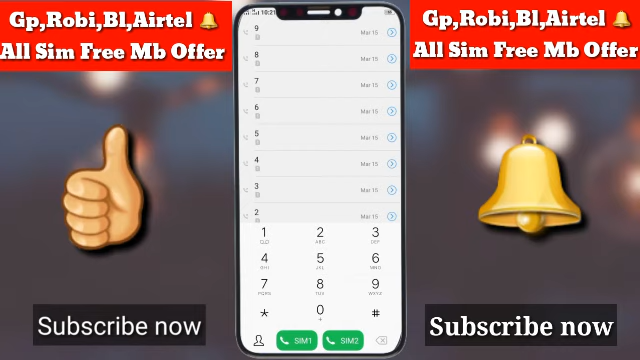 Gp,Robi,Bl,Airtel 🔔
All Sim Free Mb Offer
Subscribe now
10:21
9 Mar 15
8 Mar 15
7 Mar 15
6 Mar 15
5 Mar 15
4 Mar 15
3 Mar 15
2 Mar 15
1 2 3
ABC DEF
4 5 6
GHI JKL MNO
7 8 9
PQRS TUV WXYZ
* 0 #
+
SIM1 SIM2
Gp,Robi,Bl,Airtel 🔔
All Sim Free Mb Offer
Subscribe now